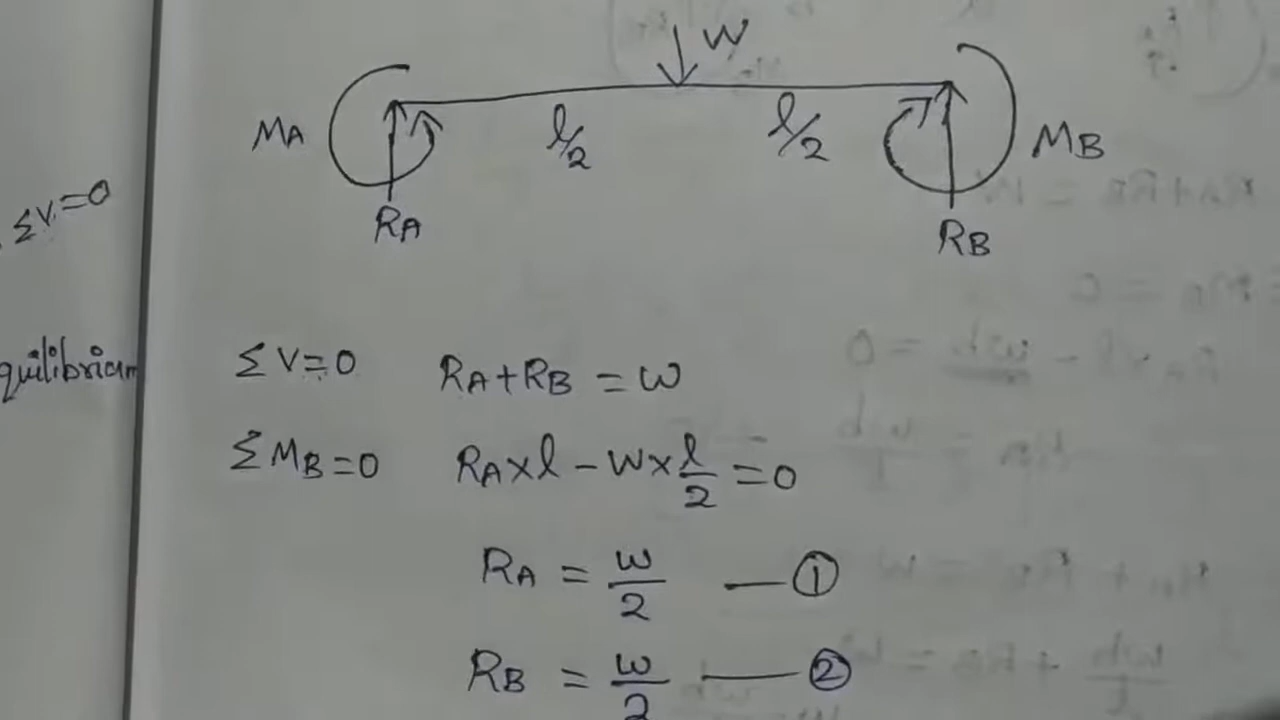 W
MA
l/2
l/2
MB
ΣV=0
RA
RB
quilibrium
ΣV=0 RA+RB = W
ΣMB=0 RA×l - W×l/2 = 0
RA = W/2 — ①
RB = W/2 — ②